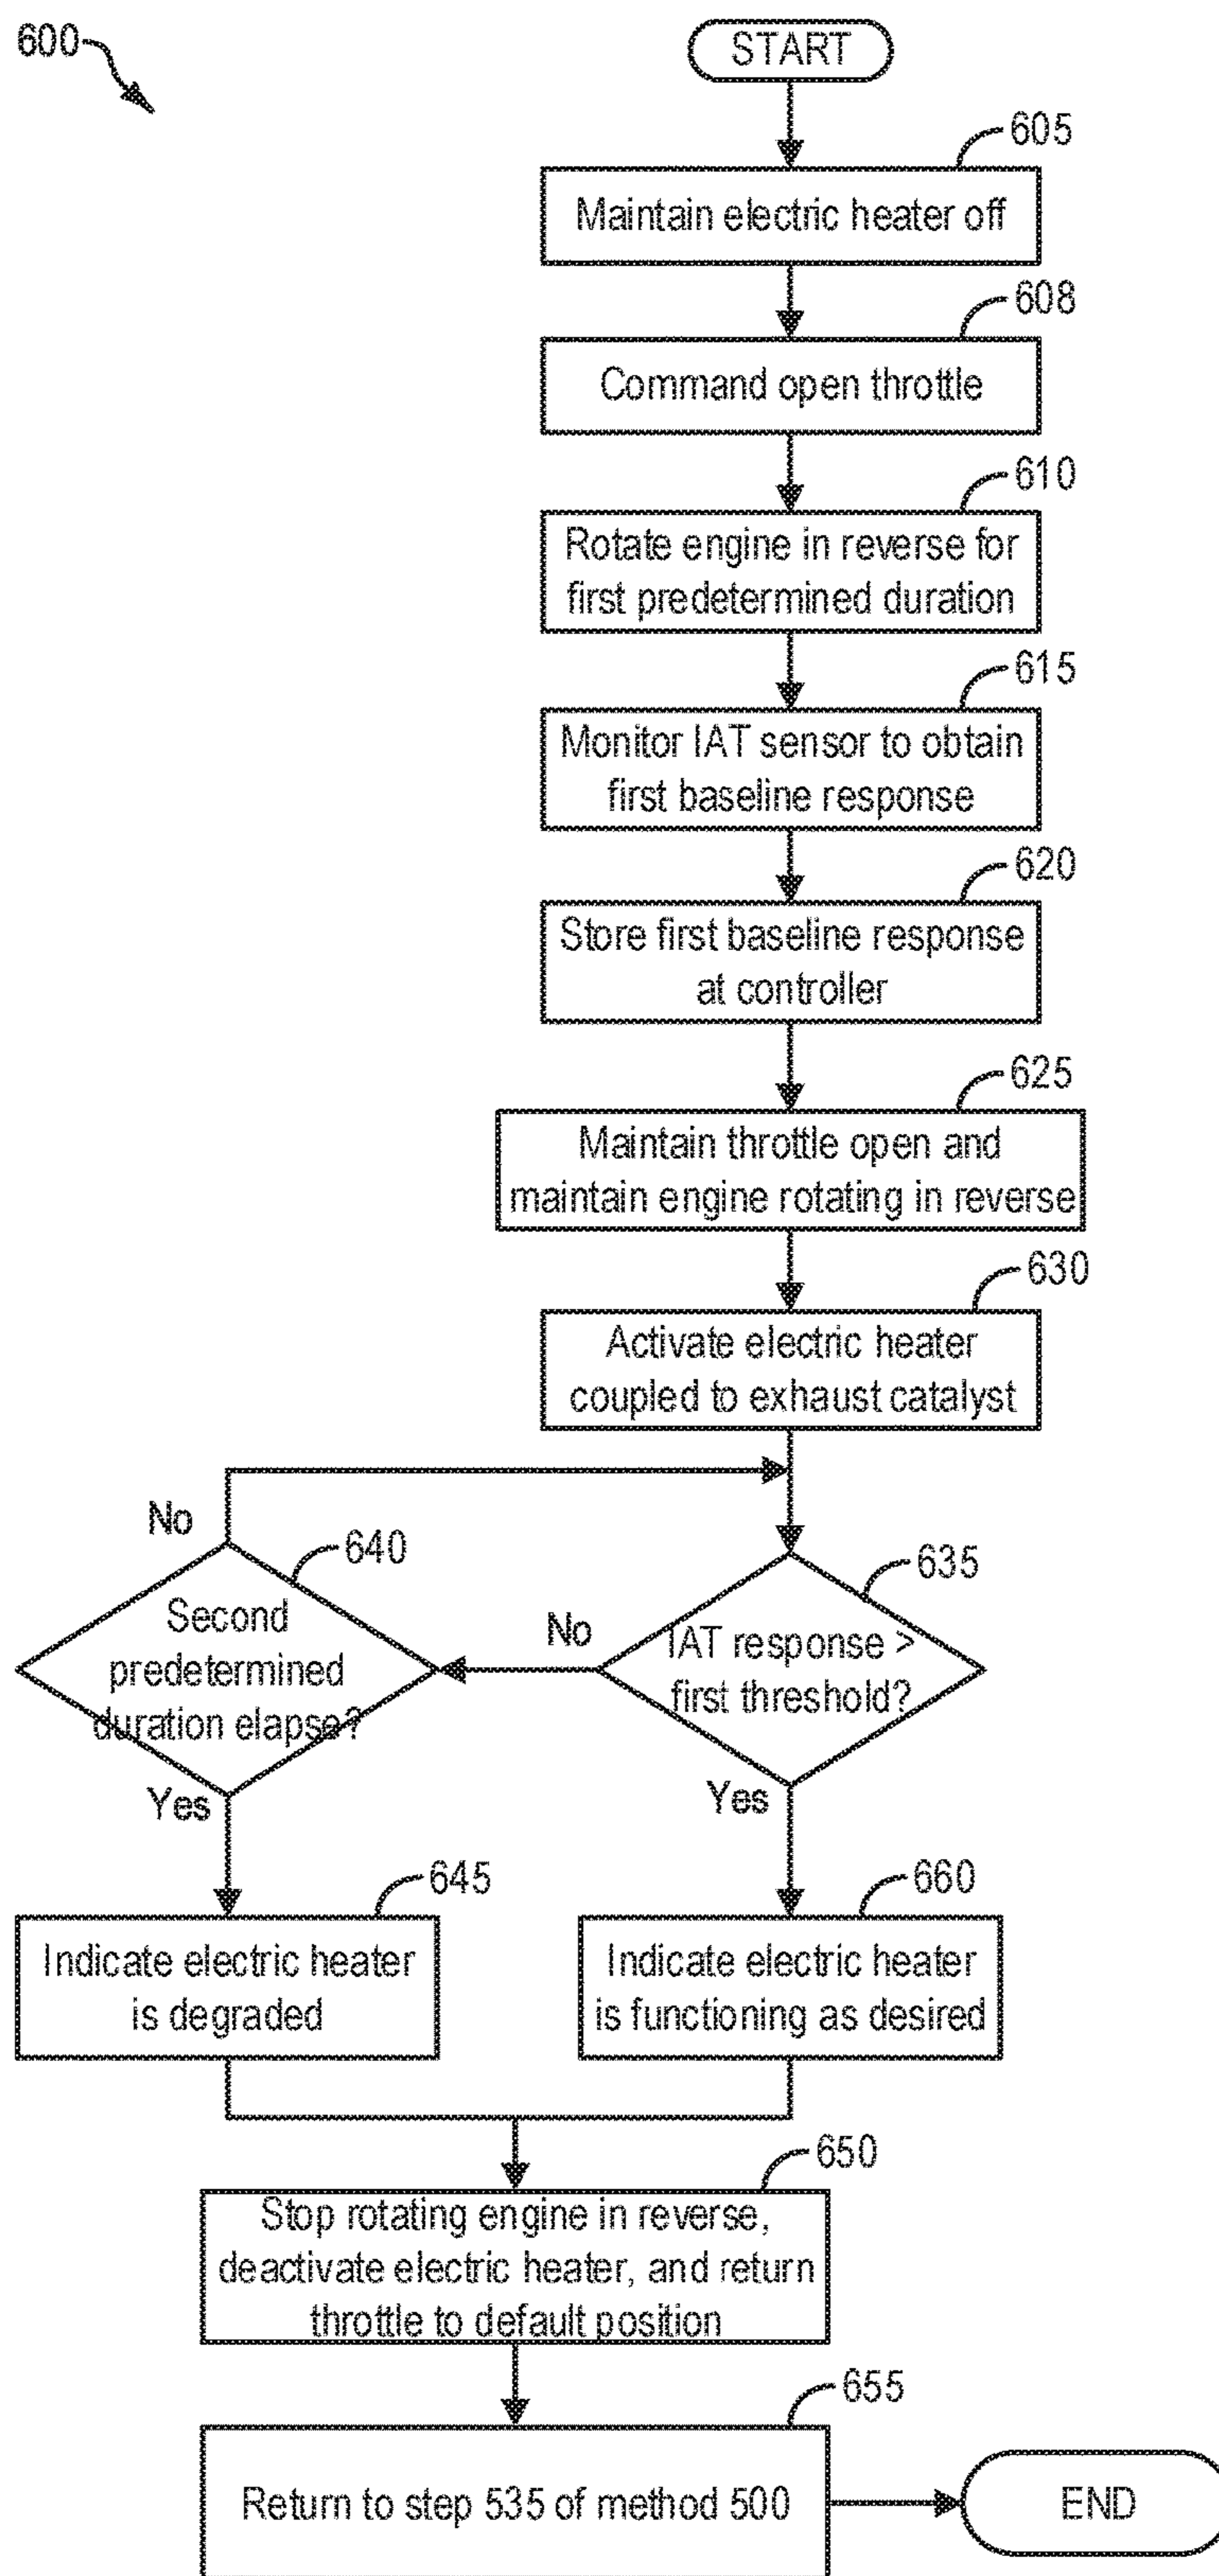 600
START
605
Maintain electric heater off
608
Command open throttle
610
Rotate engine in reverse for
first predetermined duration
615
Monitor IAT sensor to obtain
first baseline response
620
Store first baseline response
at controller
625
Maintain throttle open and
maintain engine rotating in reverse
630
Activate electric heater
coupled to exhaust catalyst
No
640
Second
predetermined
duration elapse?
Yes
No
635
IAT response >
first threshold?
Yes
645
Indicate electric heater
is degraded
660
Indicate electric heater
is functioning as desired
650
Stop rotating engine in reverse,
deactivate electric heater, and return
throttle to default position
655
Return to step 535 of method 500
END